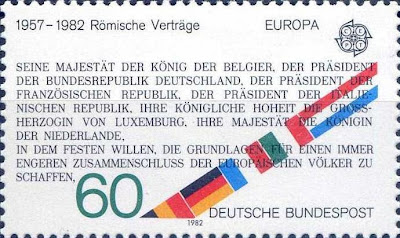 1957–1982 Römische Verträge EUROPA
CEPT
SEINE MAJESTÄT DER KÖNIG DER BELGIER, DER PRÄSIDENT
DER BUNDESREPUBLIK DEUTSCHLAND, DER PRÄSIDENT DER
FRANZÖSISCHEN REPUBLIK, DER PRÄSIDENT DER ITALIE-
NISCHEN REPUBLIK, IHRE KÖNIGLICHE HOHEIT DIE GROSS-
HERZOGIN VON LUXEMBURG, IHRE MAJESTÄT DIE KÖNIGIN
DER NIEDERLANDE,
IN DEM FESTEN WILLEN, DIE GRUNDLAGEN FÜR EINEN IMMER
ENGEREN ZUSAMMENSCHLUSS DER EUROPÄISCHEN VÖLKER ZU
SCHAFFEN,
60
1982
DEUTSCHE BUNDESPOST